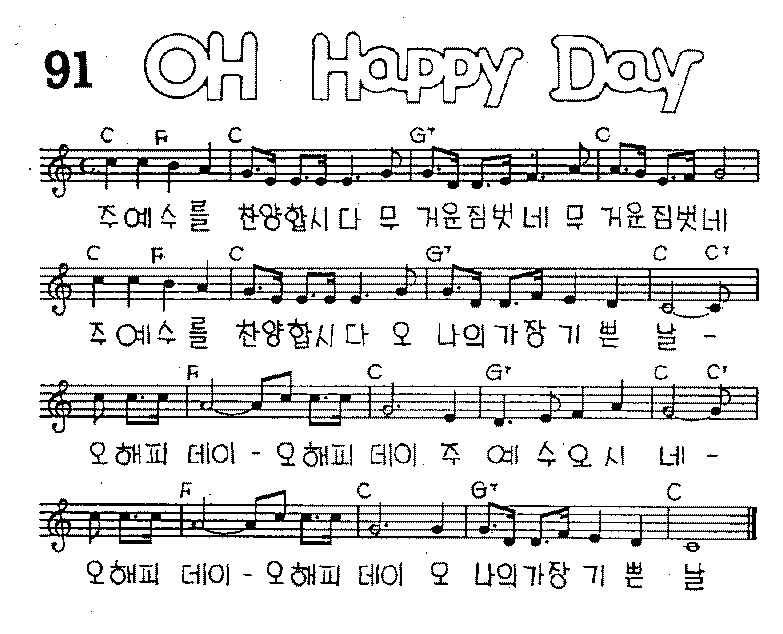 91 OH Happy Day
C F C G7 C
주 예 수 를 찬양합시다 무 거운짐벗네 무 거운짐벗네
C F C G7 C C7
주 예 수 를 찬양합시다 오 나의가장 기 쁜 날 -
F C G7 C C7
오 해피 데이 - 오해피 데이 주 예 수오시 네 -
F C G7 C
오 해피 데이 - 오해피 데이 오 나의가장 기 쁜 날